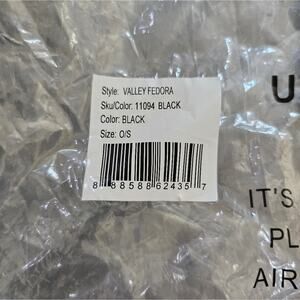 Style: VALLEY FEDORA
Sku/Color: 11094 BLACK
Color: BLACK
Size: O/S
8 88588 62435 7
U
IT'S
PL
AIR